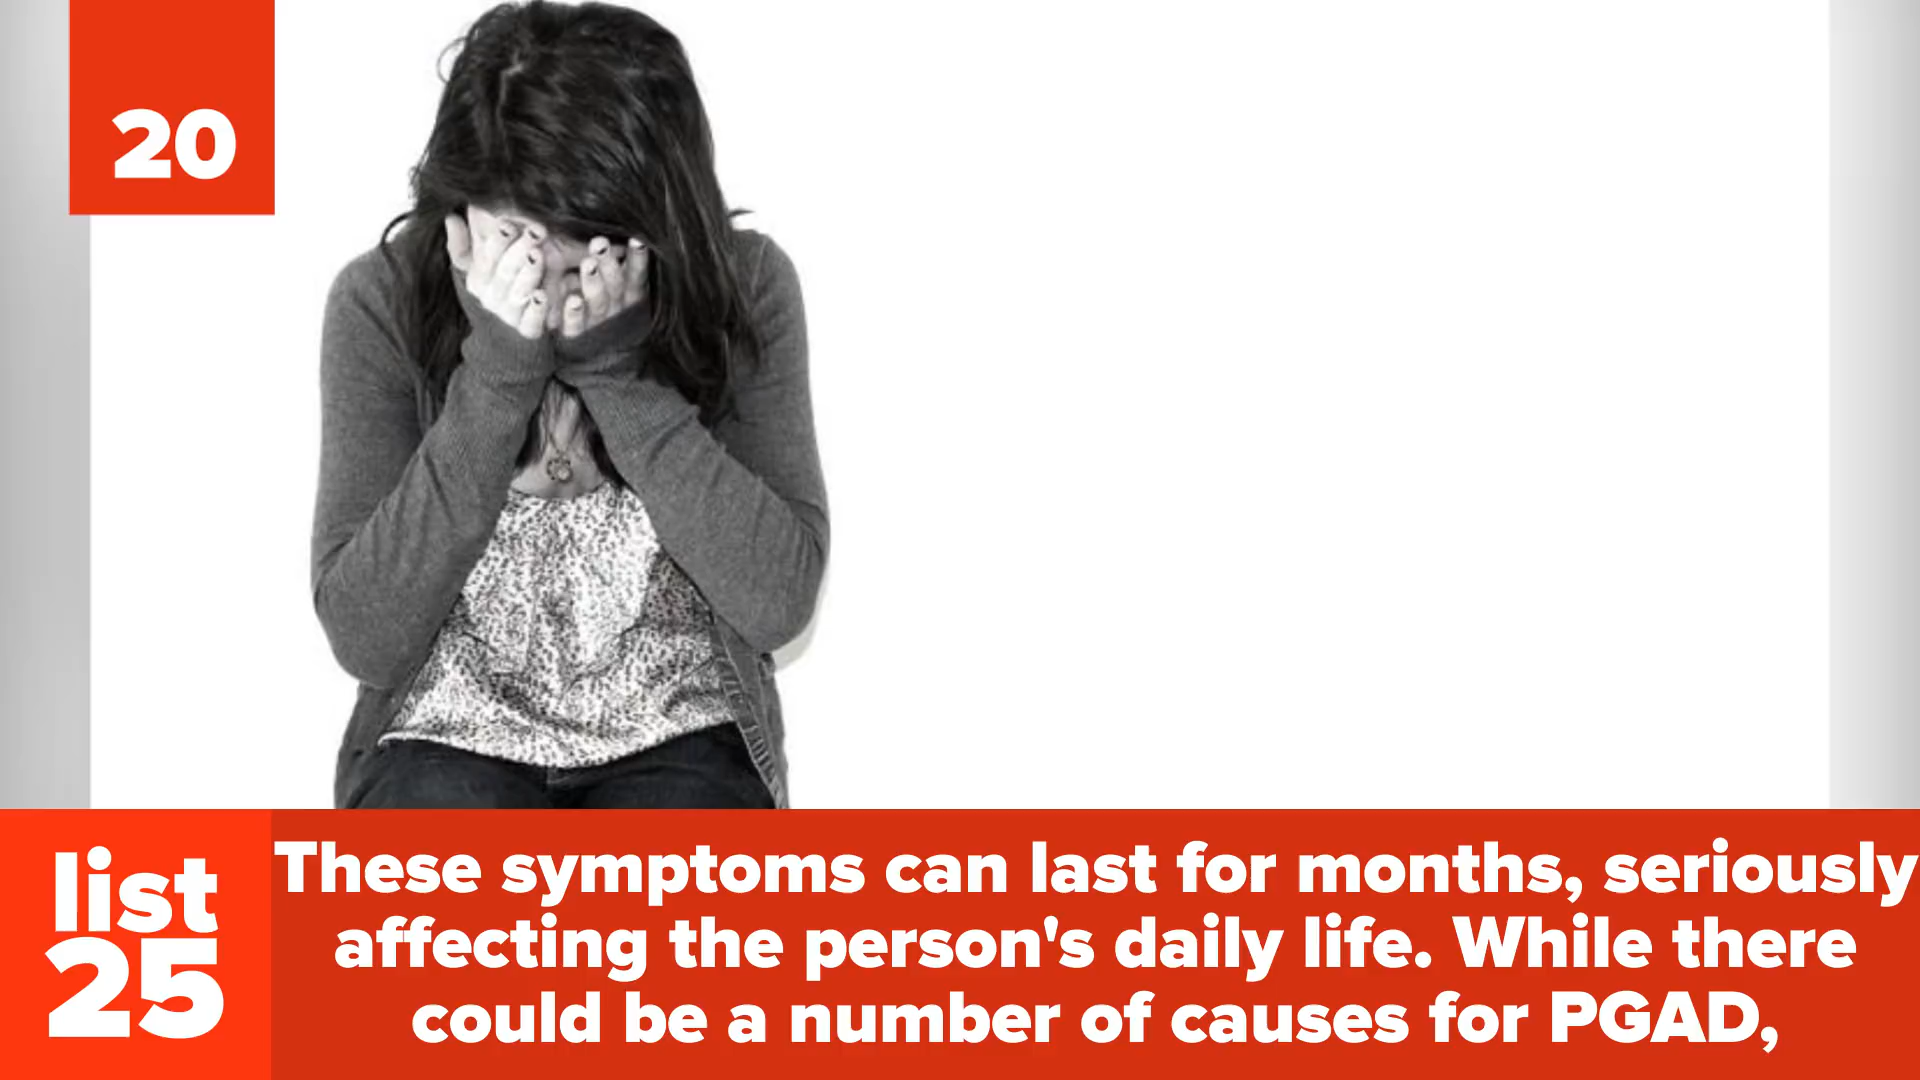 20
list
25
These symptoms can last for months, seriously
affecting the person's daily life. While there
could be a number of causes for PGAD,